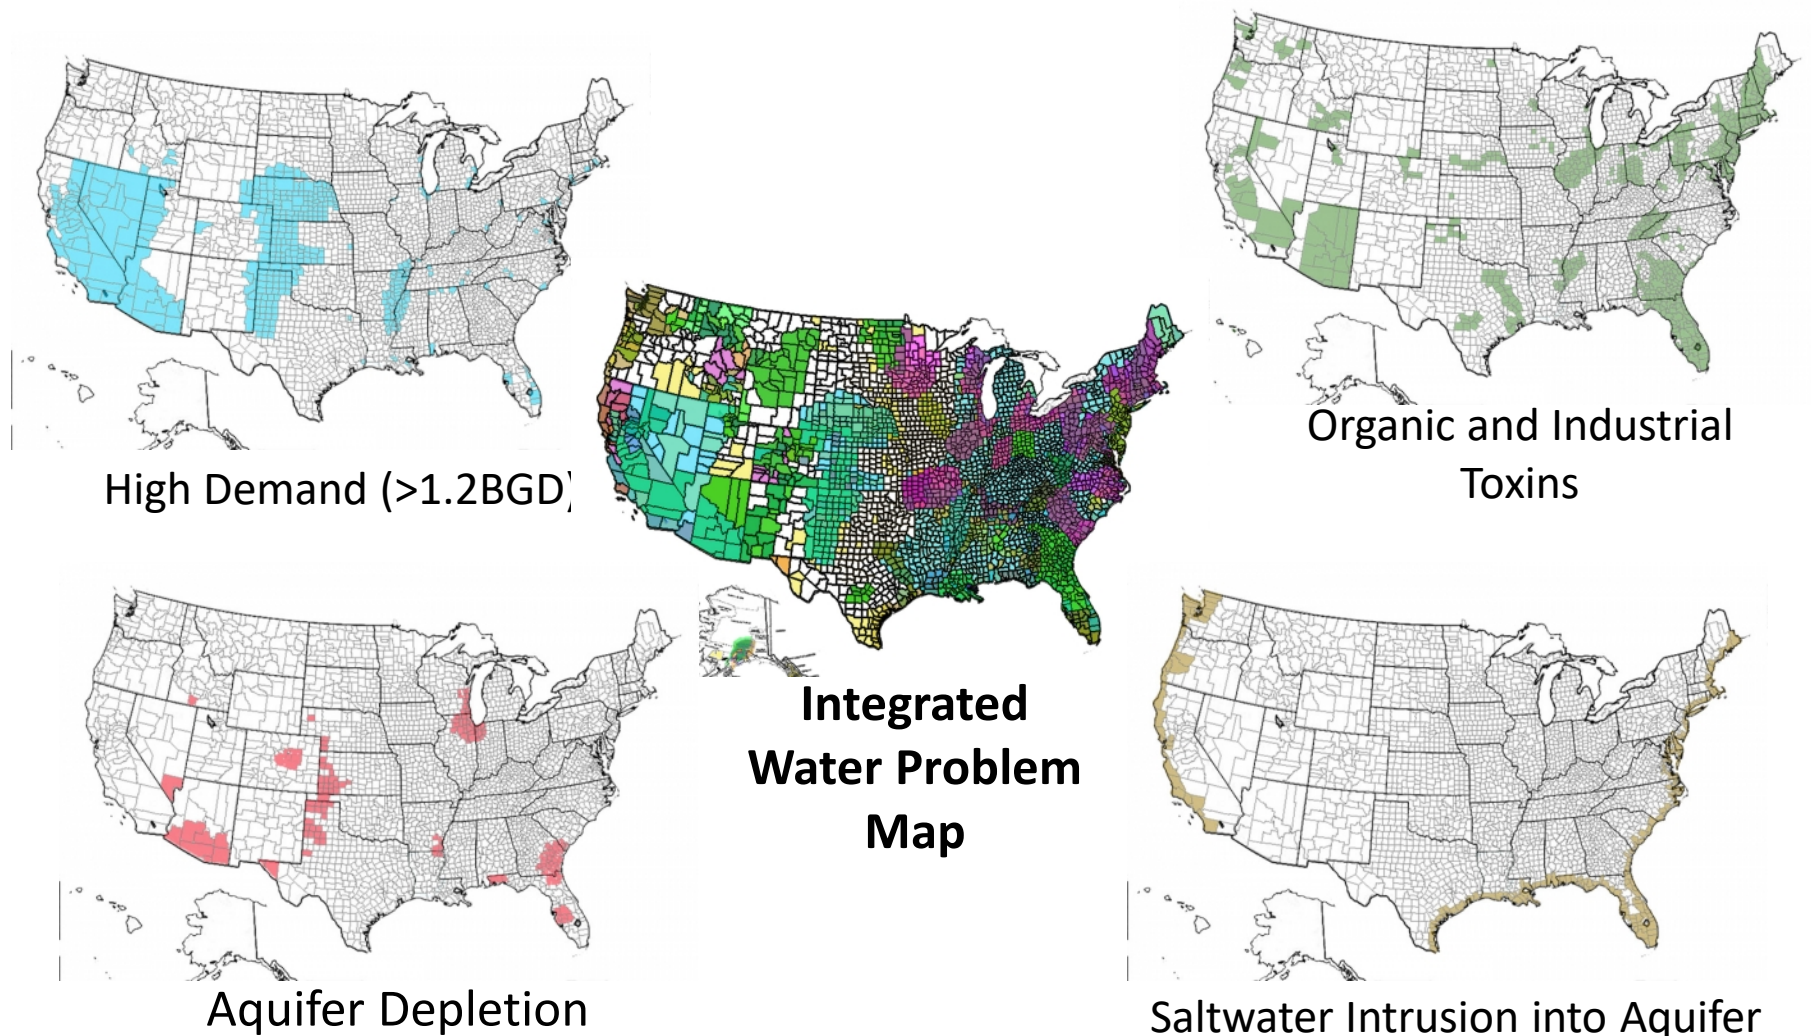 High Demand (>1.2BGD)
Organic and Industrial
Toxins
Integrated
Water Problem
Map
Aquifer Depletion
Saltwater Intrusion into Aquifer